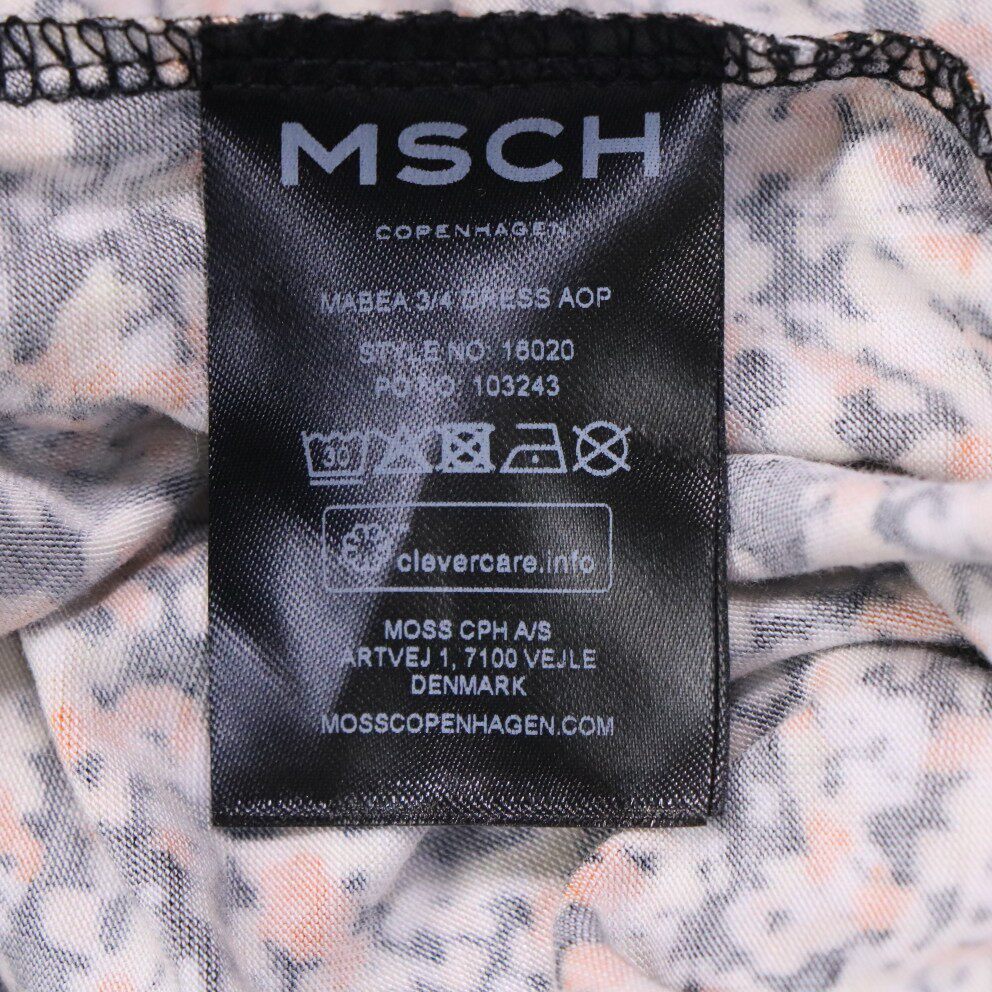 MSCH
COPENHAGEN
MABEA 3/4 DRESS AOP
STYLE NO: 16020
PO NO: 103243
30
clevercare.info
MOSS CPH A/S
ARTVEJ 1, 7100 VEJLE
DENMARK
MOSSCOPENHAGEN.COM